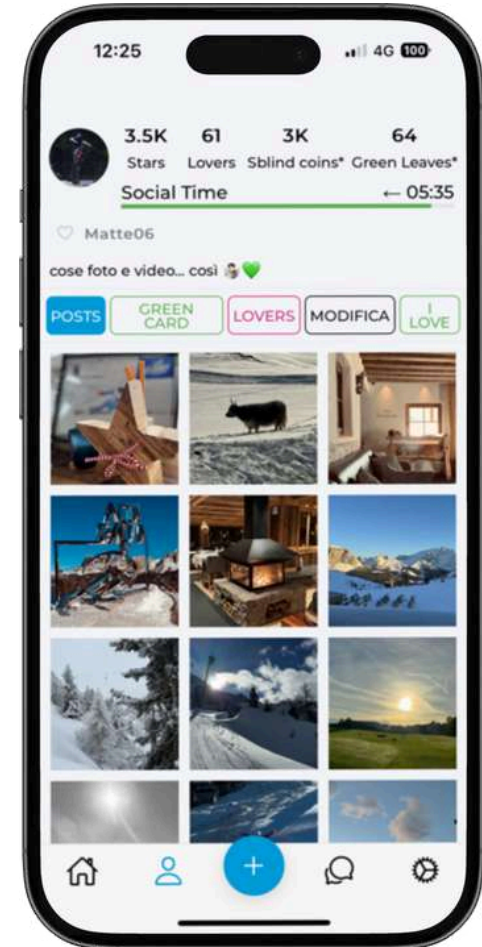 12:25 4G 100
3.5K 61 3K 64
Stars Lovers Sblind coins* Green Leaves*
Social Time ← 05:35
Matte06
cose foto e video... così
POSTS GREEN CARD LOVERS MODIFICA I LOVE